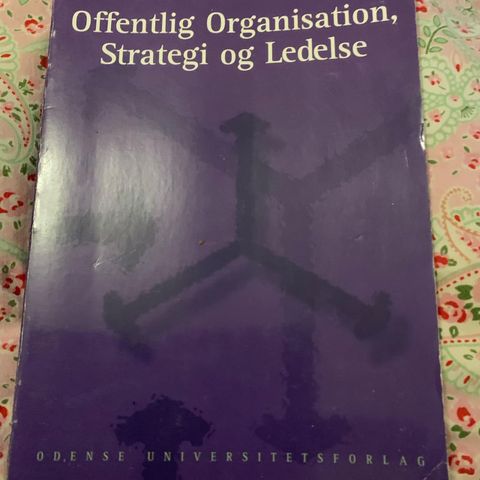 Offentlig Organisation,
Strategi og Ledelse
ODENSE UNIVERSITETSFORLAG